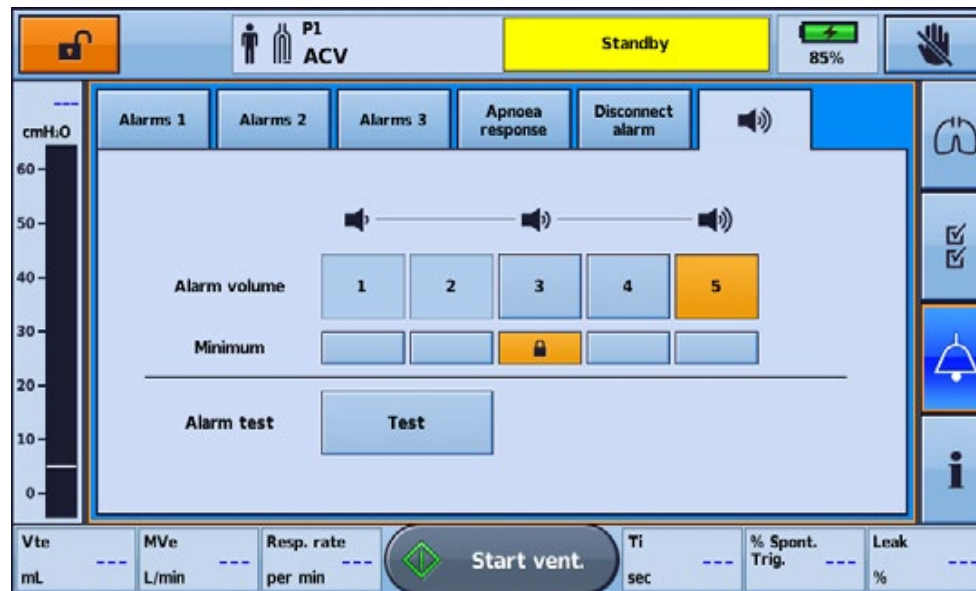 P1
ACV
Standby
85%
---
cmH2O
Alarms 1
Alarms 2
Alarms 3
Apnoea
response
Disconnect
alarm
60
50
40
30
20
10
0
Alarm volume
1
2
3
4
5
Minimum
Alarm test
Test
i
Vte
---
mL
MVe
---
L/min
Resp. rate
---
per min
Start vent.
Ti
---
sec
% Spont.
Trig.
---
Leak
---
%